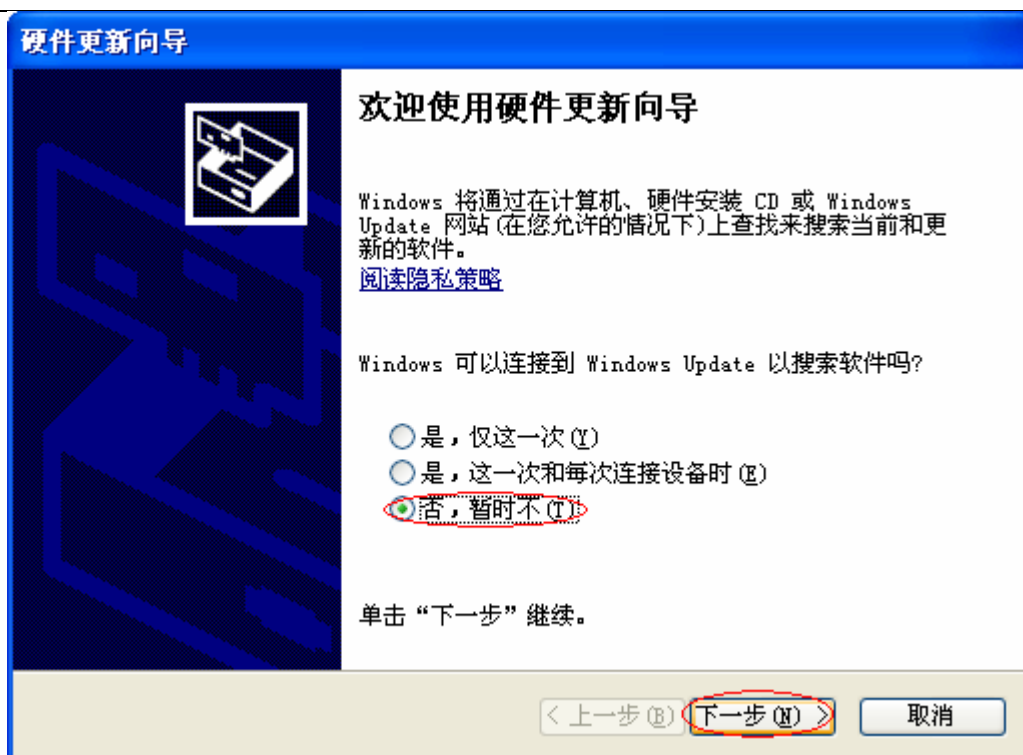 硬件更新向导
欢迎使用硬件更新向导
Windows 将通过在计算机、硬件安装 CD 或 Windows
Update 网站(在您允许的情况下)上查找来搜索当前和更
新的软件。
阅读隐私策略
Windows 可以连接到 Windows Update 以搜索软件吗?
是，仅这一次(Y)
是，这一次和每次连接设备时(E)
否，暂时不(T)
单击“下一步”继续。
< 上一步(B) 下一步(N) > 取消